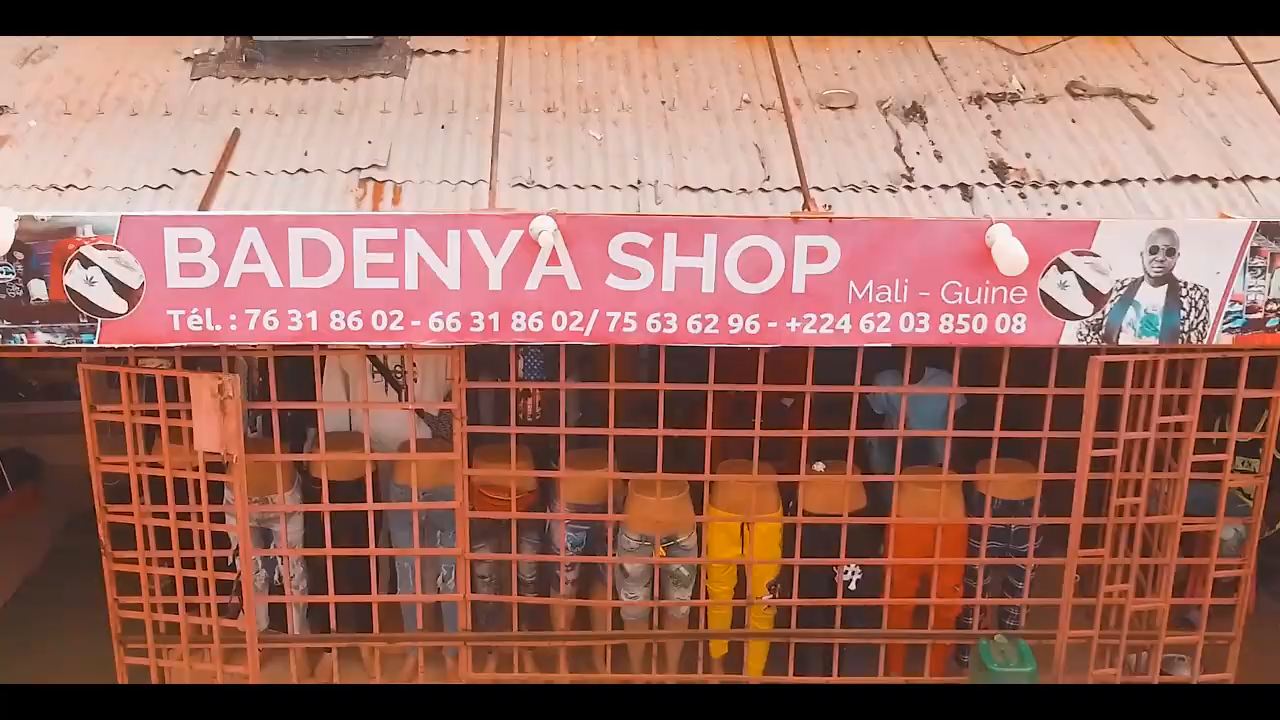 BADENYA SHOP
Mali - Guine
Tél. : 76 31 86 02 - 66 31 86 02/ 75 63 62 96 - +224 62 03 850 08